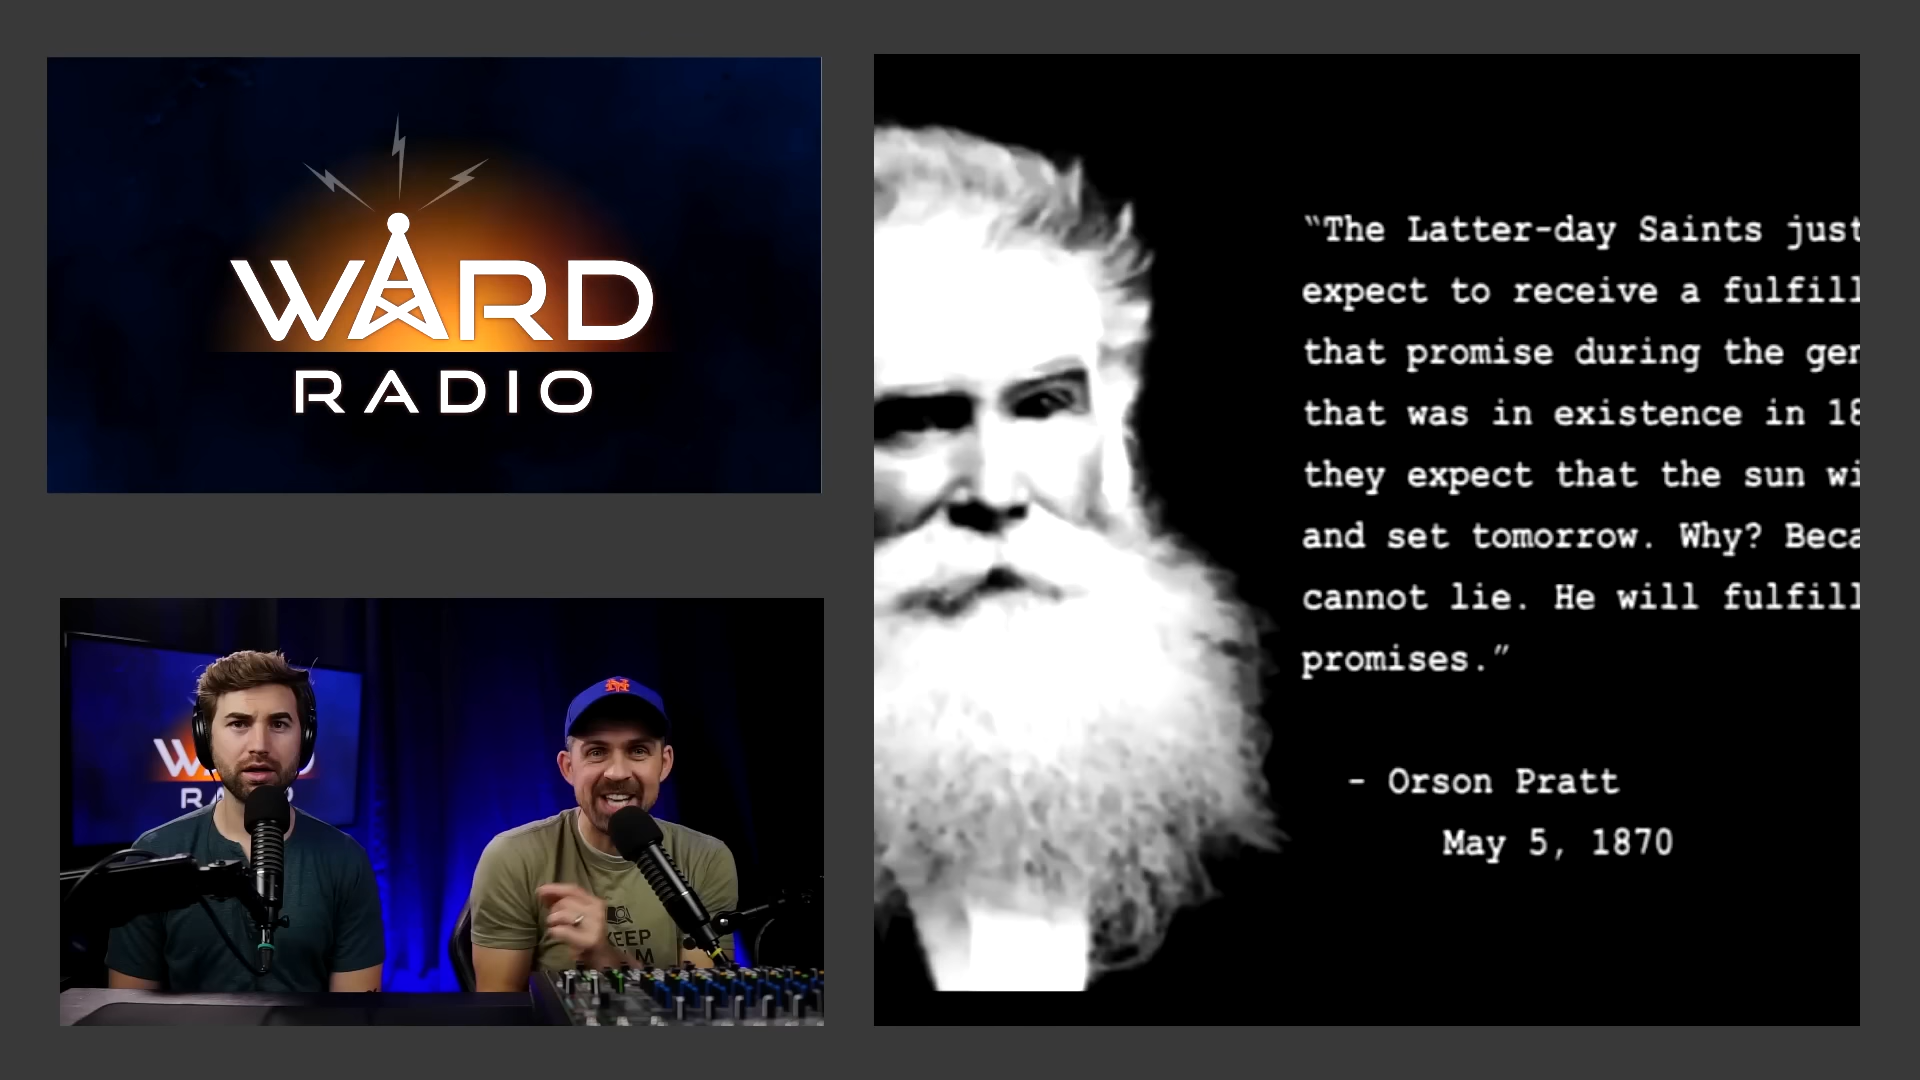 WARD
RADIO
“The Latter-day Saints just
expect to receive a fulfill
that promise during the gen
that was in existence in 18
they expect that the sun wi
and set tomorrow. Why? Beca
cannot lie. He will fulfill
promises.”
- Orson Pratt
May 5, 1870
KEEP